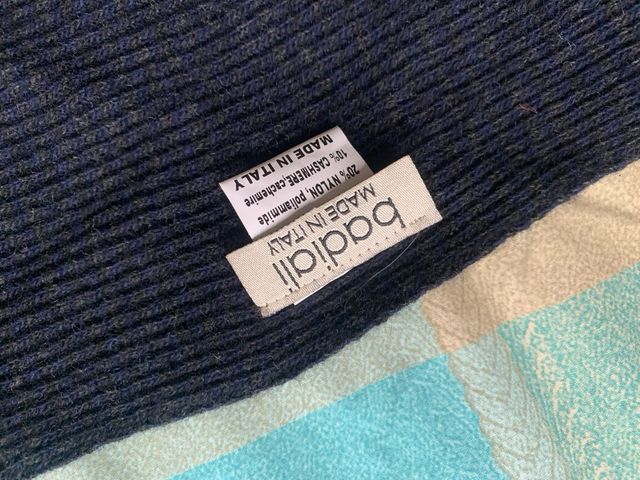 badiali
MADE IN ITALY
20% NYLON, poliammide
10% CASHMERE,cachemire
MADE IN ITALY